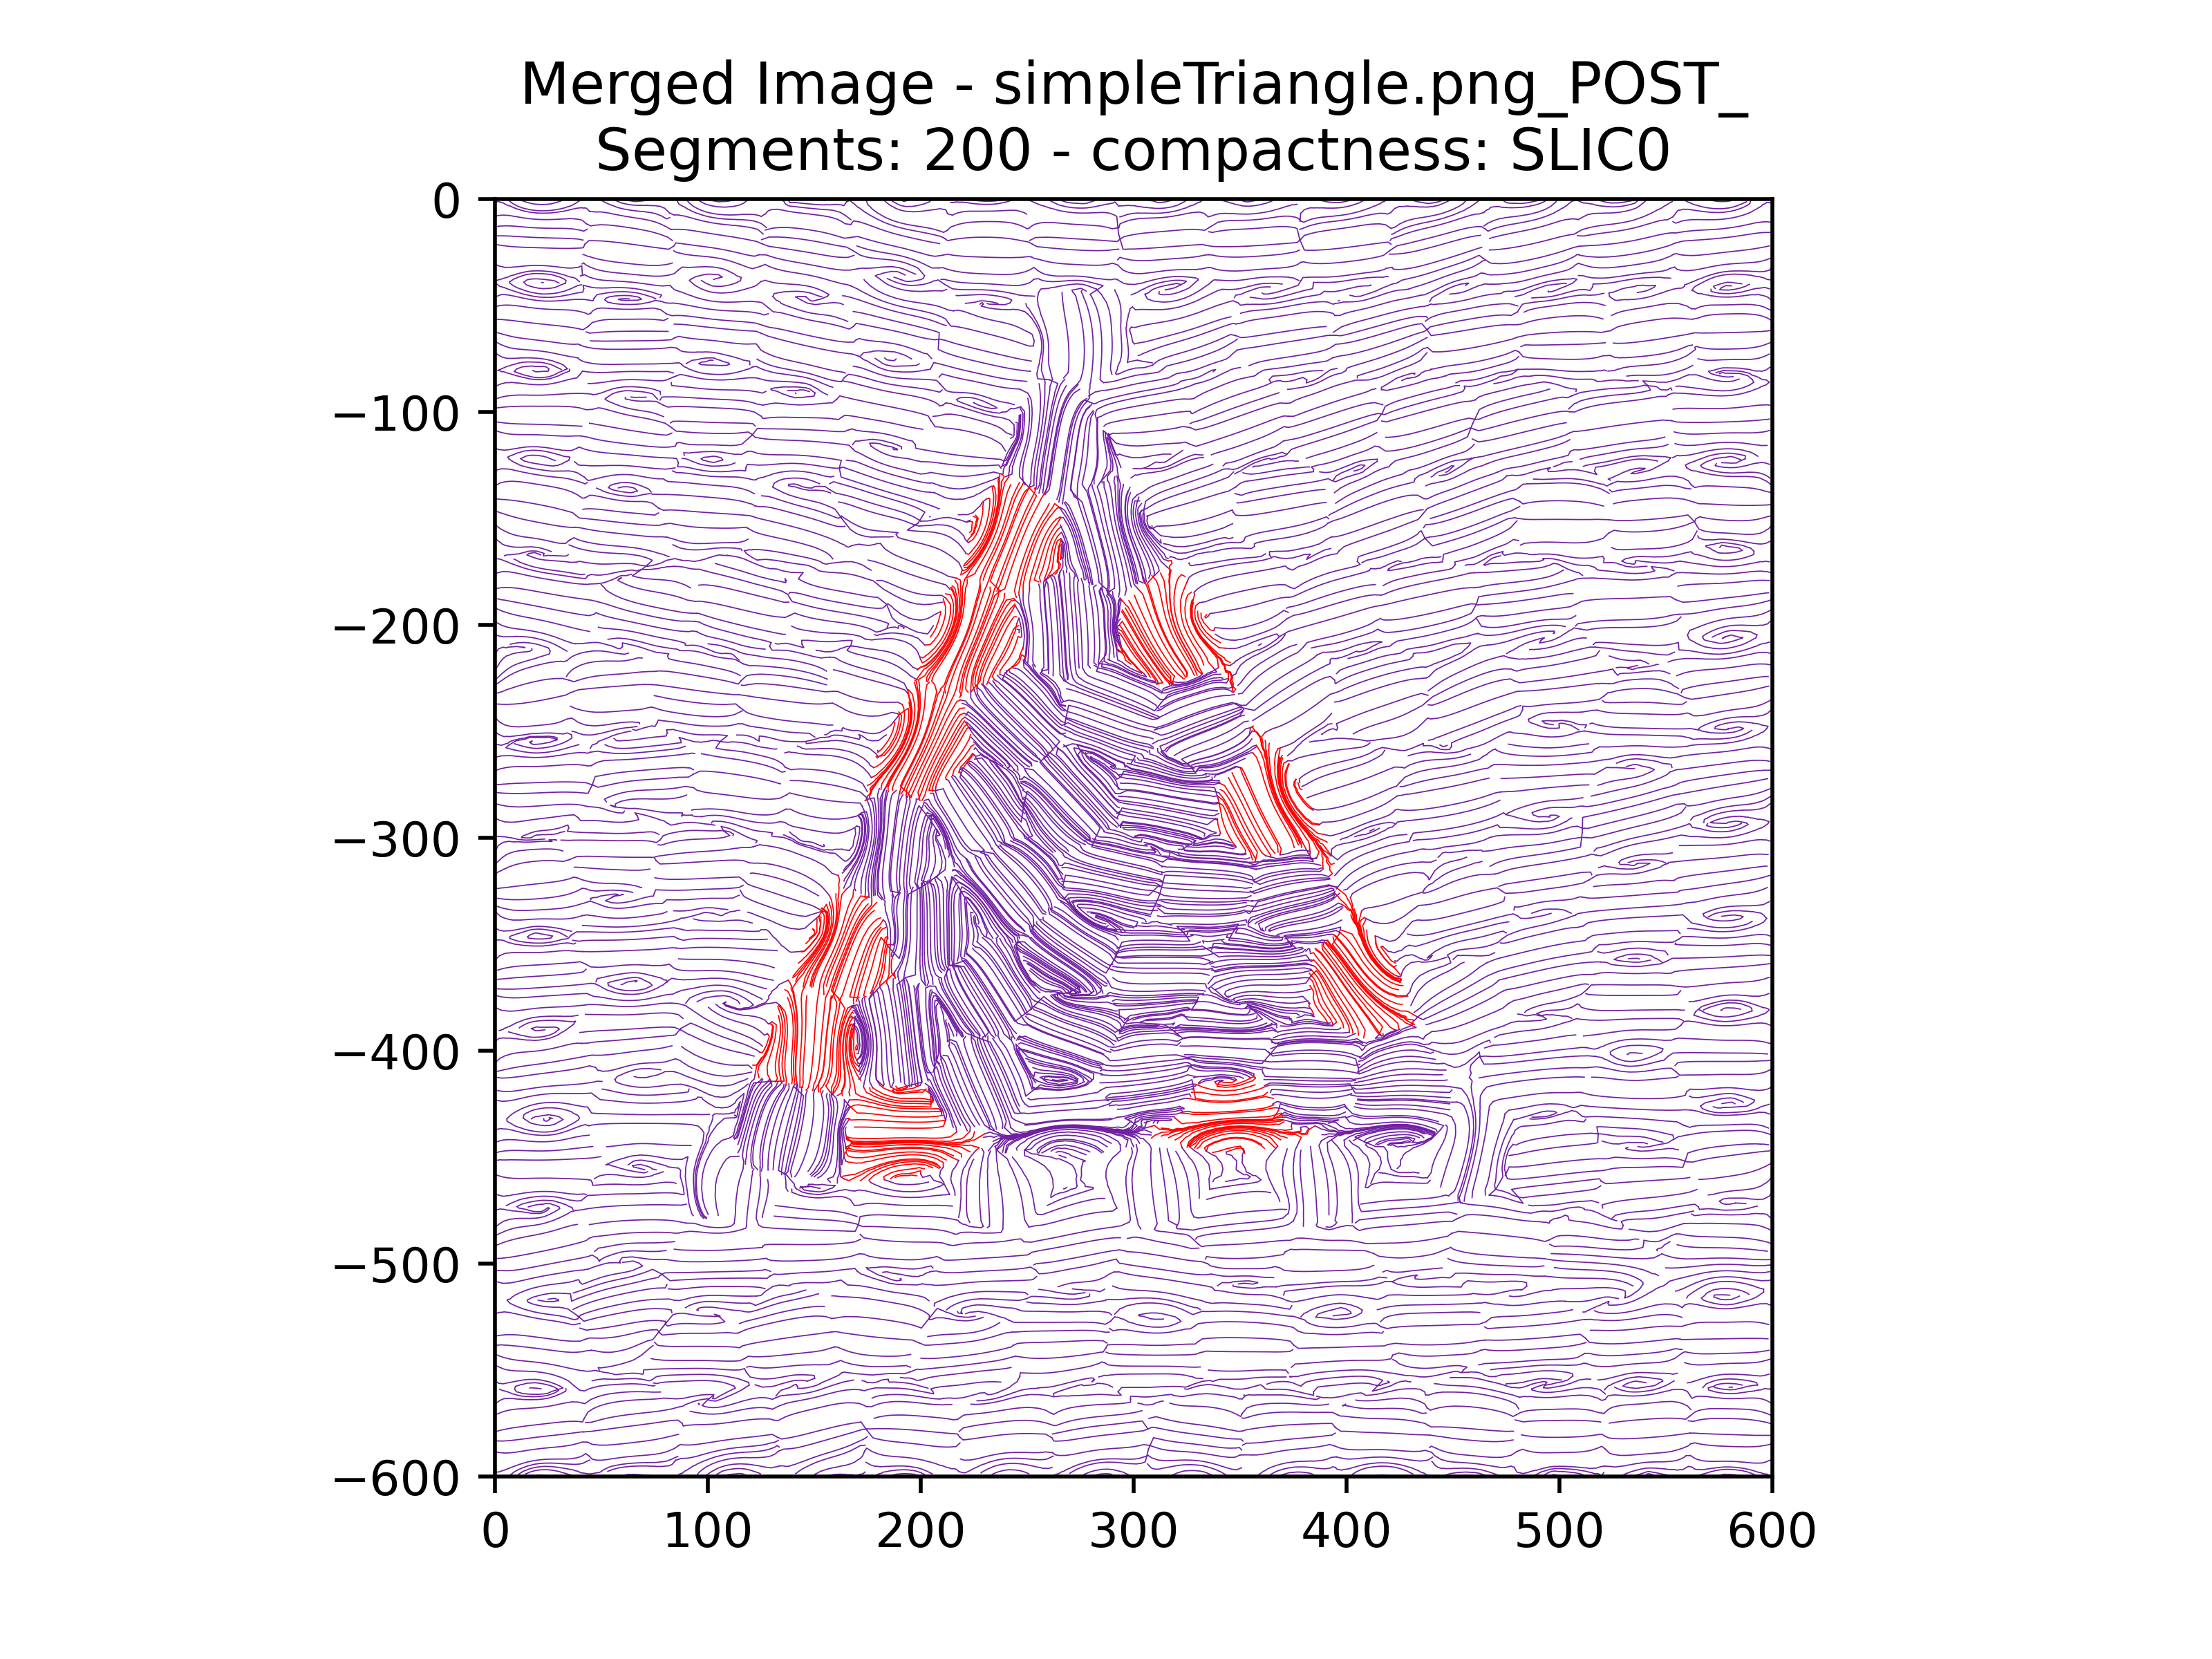 Merged Image - simpleTriangle.png_POST_
Segments: 200 - compactness: SLIC0
0
−100
−200
−300
−400
−500
−600
0 100 200 300 400 500 600